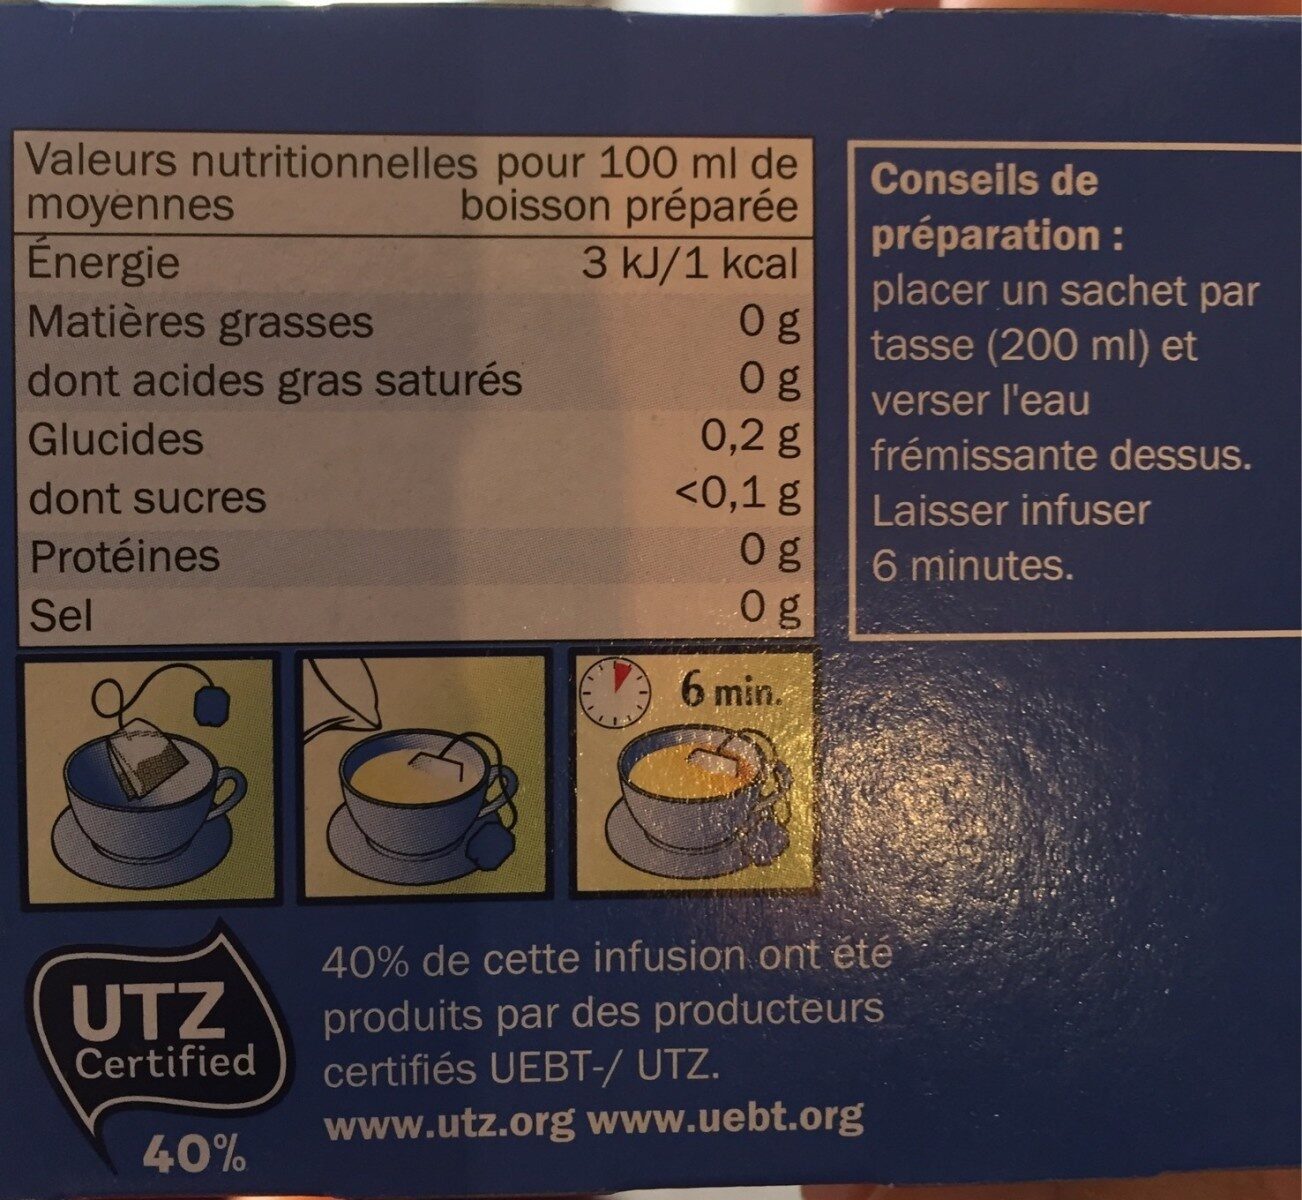 Valeurs nutritionnelles pour 100 ml de
moyennes boisson préparée
Énergie 3 kJ/1 kcal
Matières grasses 0 g
dont acides gras saturés 0 g
Glucides 0,2 g
dont sucres <0,1 g
Protéines 0 g
Sel 0 g
Conseils de
préparation :
placer un sachet par
tasse (200 ml) et
verser l'eau
frémissante dessus.
Laisser infuser
6 minutes.
6 min.
UTZ
Certified
40%
40% de cette infusion ont été
produits par des producteurs
certifiés UEBT-/ UTZ.
www.utz.org www.uebt.org